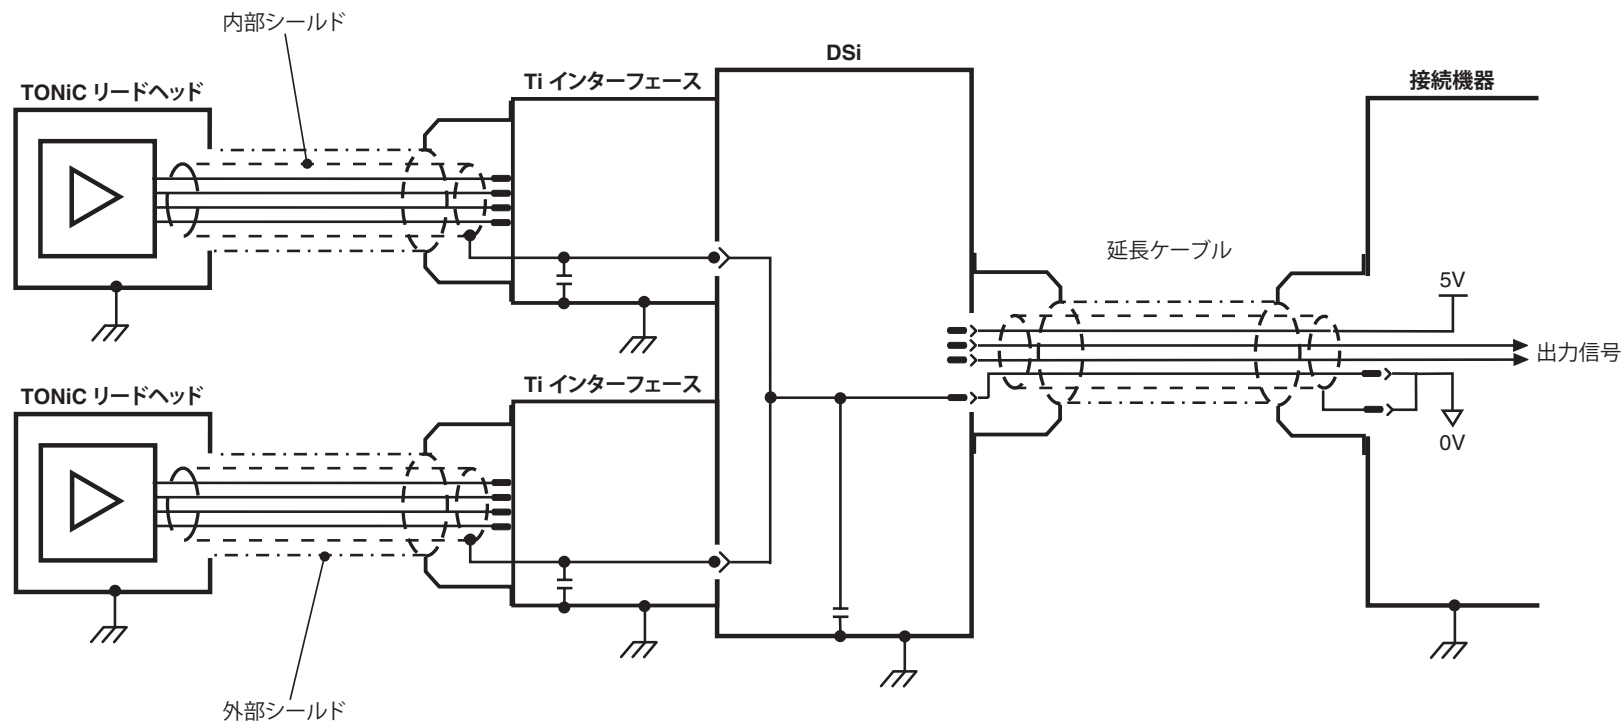 内部シールド
DSi
TONiC リードヘッド
Ti インターフェース
接続機器
延長ケーブル
5V
出力信号
0V
TONiC リードヘッド
Ti インターフェース
外部シールド